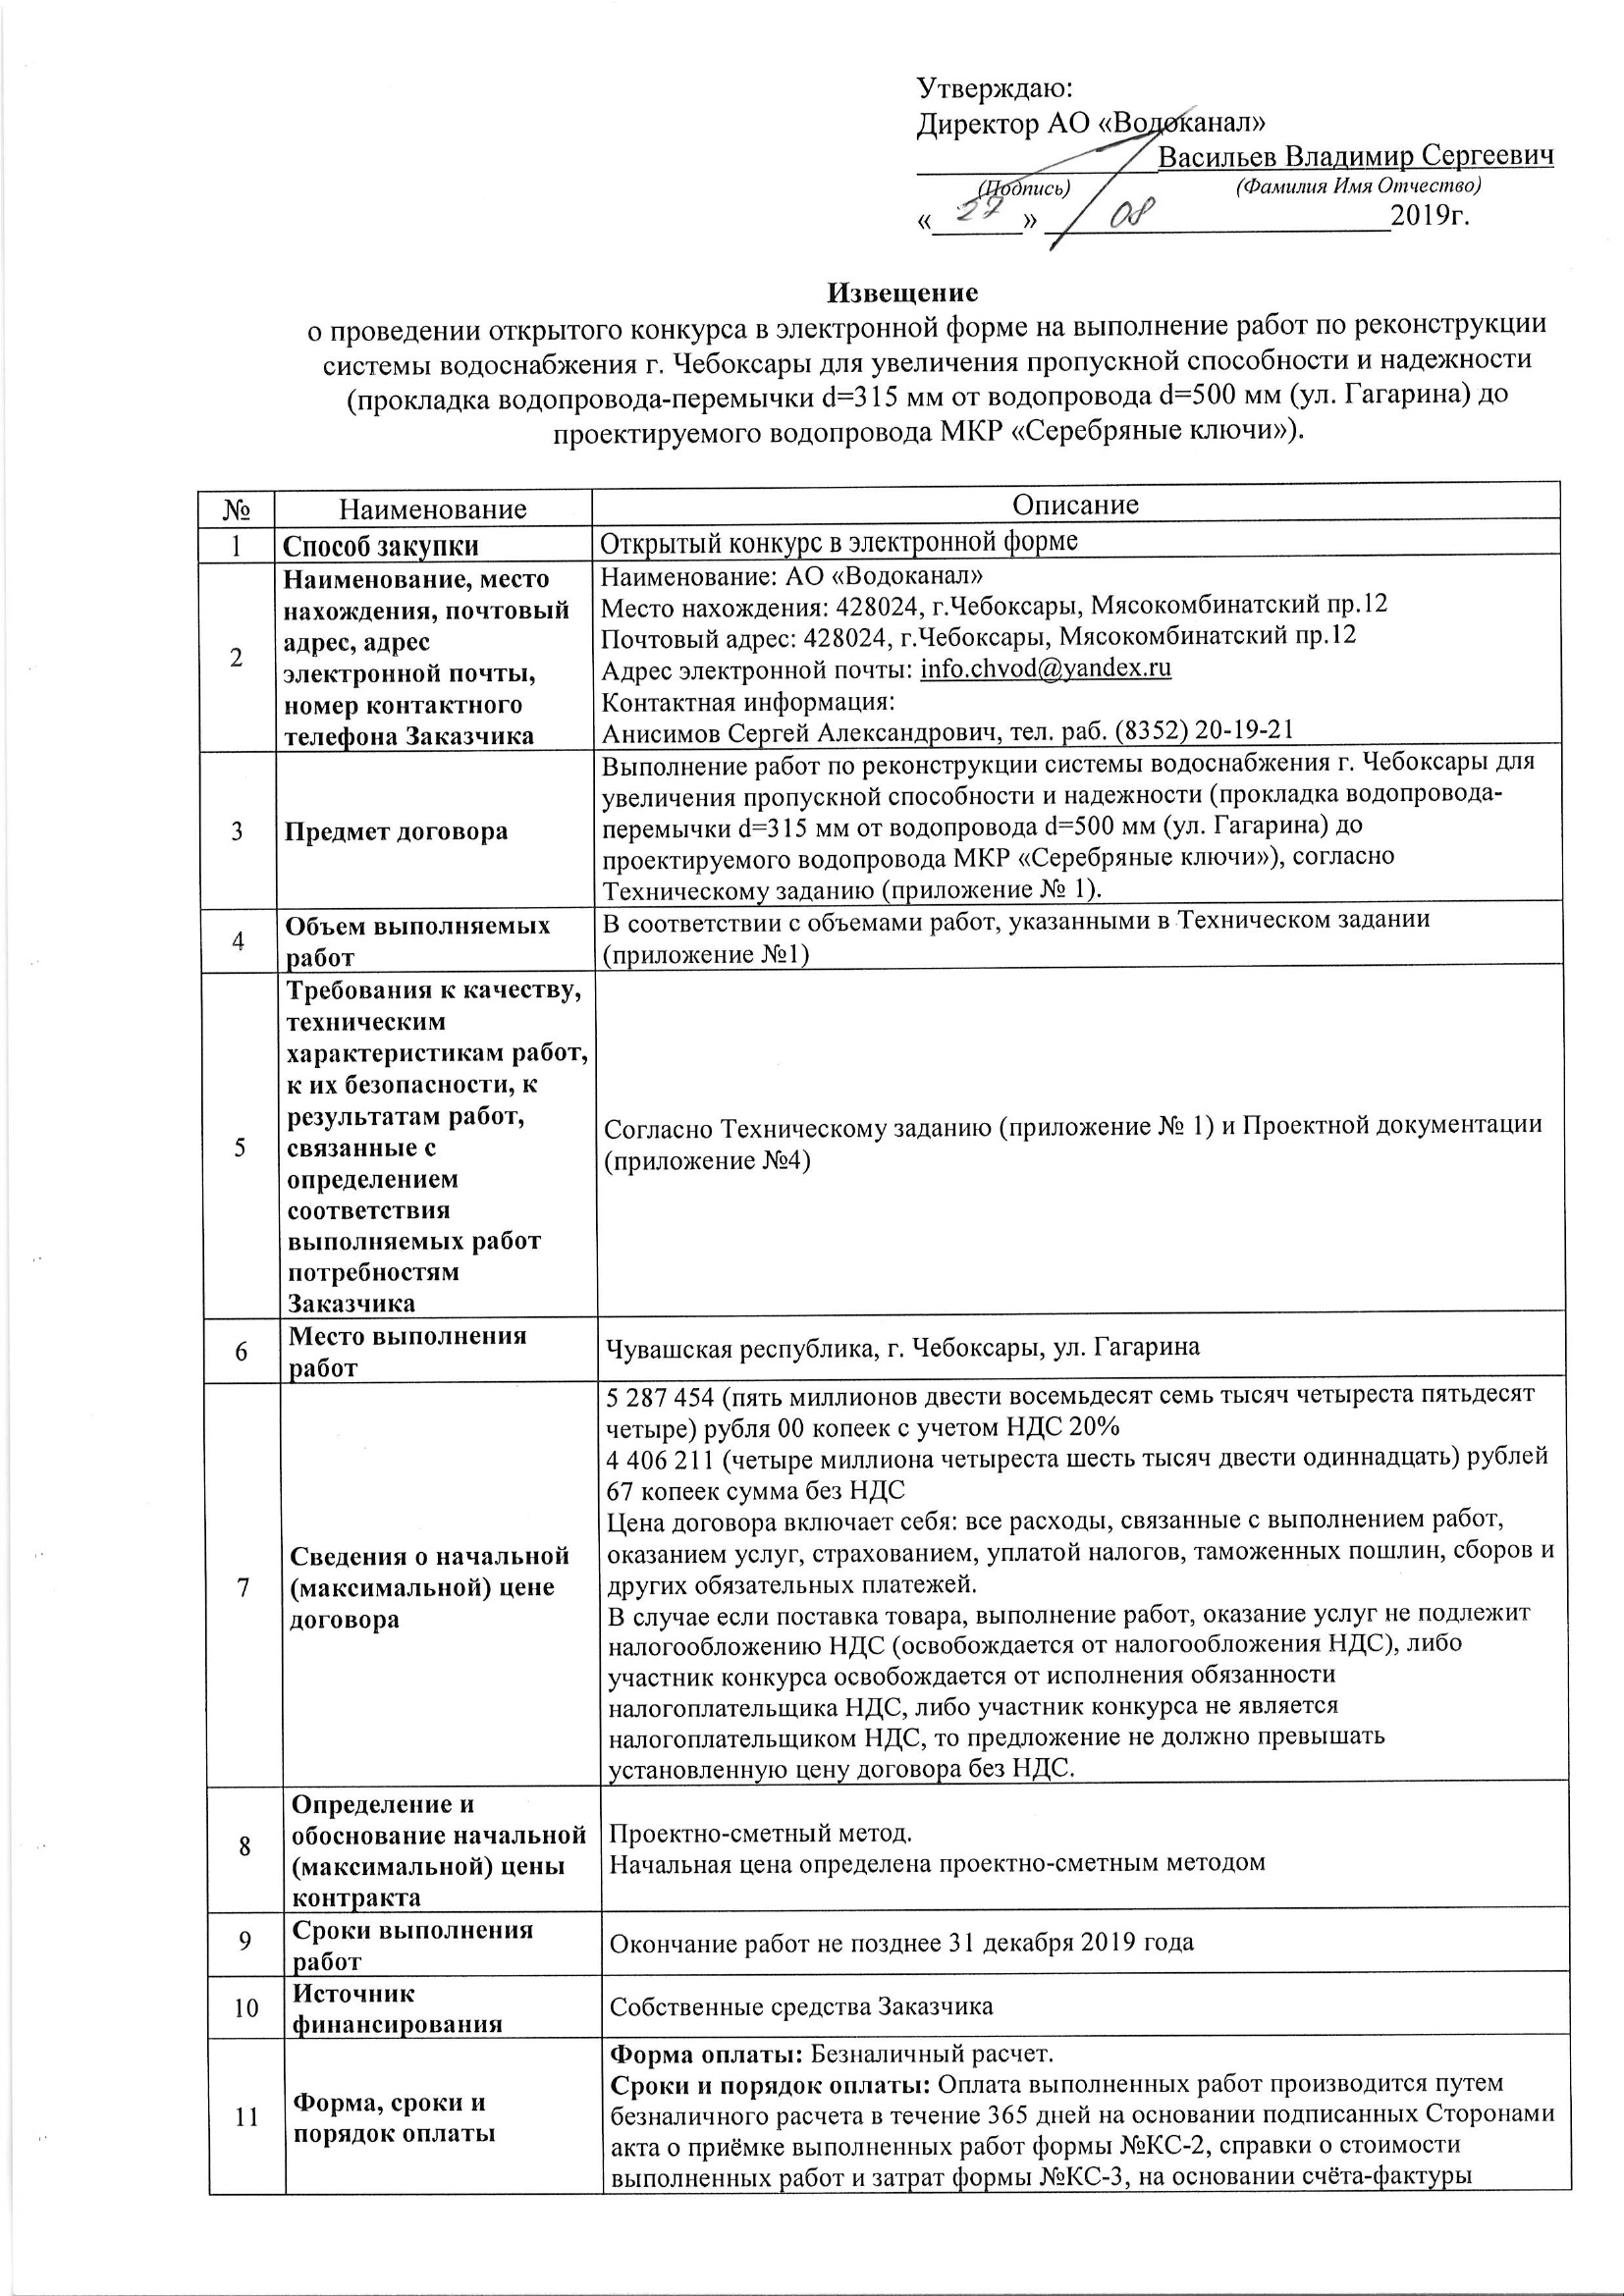 Утверждаю:
Директор АО «Водоканал»
Васильев Владимир Сергеевич
(Подпись) (Фамилия Имя Отчество)
« 27 » 08 2019г.
Извещение
о проведении открытого конкурса в электронной форме на выполнение работ по реконструкции
системы водоснабжения г. Чебоксары для увеличения пропускной способности и надежности
(прокладка водопровода-перемычки d=315 мм от водопровода d=500 мм (ул. Гагарина) до
проектируемого водопровода МКР «Серебряные ключи»).
№ Наименование Описание
1 Способ закупки Открытый конкурс в электронной форме
2
Наименование, место
нахождения, почтовый
адрес, адрес
электронной почты,
номер контактного
телефона Заказчика
Наименование: АО «Водоканал»
Место нахождения: 428024, г.Чебоксары, Мясокомбинатский пр.12
Почтовый адрес: 428024, г.Чебоксары, Мясокомбинатский пр.12
Адрес электронной почты: info.chvod@yandex.ru
Контактная информация:
Анисимов Сергей Александрович, тел. раб. (8352) 20-19-21
3
Предмет договора
Выполнение работ по реконструкции системы водоснабжения г. Чебоксары для
увеличения пропускной способности и надежности (прокладка водопровода-
перемычки d=315 мм от водопровода d=500 мм (ул. Гагарина) до
проектируемого водопровода МКР «Серебряные ключи»), согласно
Техническому заданию (приложение № 1).
4
Объем выполняемых
работ
В соответствии с объемами работ, указанными в Техническом задании
(приложение №1)
5
Требования к качеству,
техническим
характеристикам работ,
к их безопасности, к
результатам работ,
связанные с
определением
соответствия
выполняемых работ
потребностям
Заказчика
Согласно Техническому заданию (приложение № 1) и Проектной документации
(приложение №4)
6
Место выполнения
работ
Чувашская республика, г. Чебоксары, ул. Гагарина
7
Сведения о начальной
(максимальной) цене
договора
5 287 454 (пять миллионов двести восемьдесят семь тысяч четыреста пятьдесят
четыре) рубля 00 копеек с учетом НДС 20%
4 406 211 (четыре миллиона четыреста шесть тысяч двести одиннадцать) рублей
67 копеек сумма без НДС
Цена договора включает себя: все расходы, связанные с выполнением работ,
оказанием услуг, страхованием, уплатой налогов, таможенных пошлин, сборов и
других обязательных платежей.
В случае если поставка товара, выполнение работ, оказание услуг не подлежит
налогообложению НДС (освобождается от налогообложения НДС), либо
участник конкурса освобождается от исполнения обязанности
налогоплательщика НДС, либо участник конкурса не является
налогоплательщиком НДС, то предложение не должно превышать
установленную цену договора без НДС.
8
Определение и
обоснование начальной
(максимальной) цены
контракта
Проектно-сметный метод.
Начальная цена определена проектно-сметным методом
9
Сроки выполнения
работ
Окончание работ не позднее 31 декабря 2019 года
10
Источник
финансирования
Собственные средства Заказчика
11
Форма, сроки и
порядок оплаты
Форма оплаты: Безналичный расчет.
Сроки и порядок оплаты: Оплата выполненных работ производится путем
безналичного расчета в течение 365 дней на основании подписанных Сторонами
акта о приёмке выполненных работ формы №КС-2, справки о стоимости
выполненных работ и затрат формы №КС-3, на основании счёта-фактуры